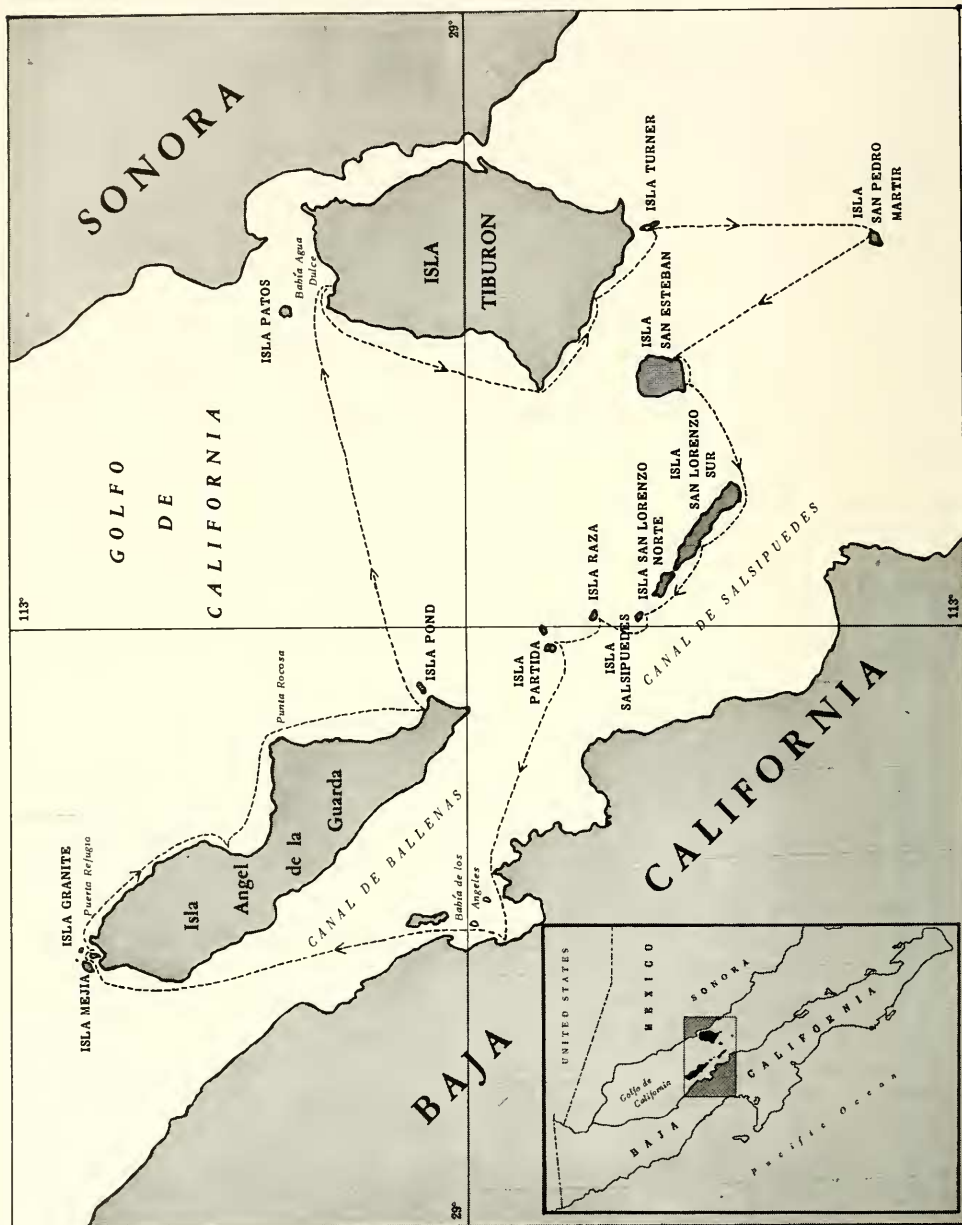 SONORA
29°
GOLFO
DE
CALIFORNIA
113°
ISLA PATOS
Bahía Agua
Dulce
ISLA
TIBURON
ISLA TURNER
ISLA
SAN PEDRO
MARTIR
ISLA
SAN ESTEBAN
ISLA
SAN LORENZO
SUR
ISLA SAN LORENZO
NORTE
ISLA RAZA
ISLA
SALSIPUEDES
ISLA
PARTIDA
CANAL DE SALSIPUEDES
113°
ISLA POND
Punta Rocosa
ISLA GRANITE
Puerta Refugio
ISLA MEJIA
Isla
Angel
de la
Guarda
CANAL DE BALLENAS
Bahía de los
Angeles
BAJA
CALIFORNIA
29°
UNITED STATES
MEXICO
SONORA
Golfo de
California
BAJA
CALIFORNIA
Pacific Ocean